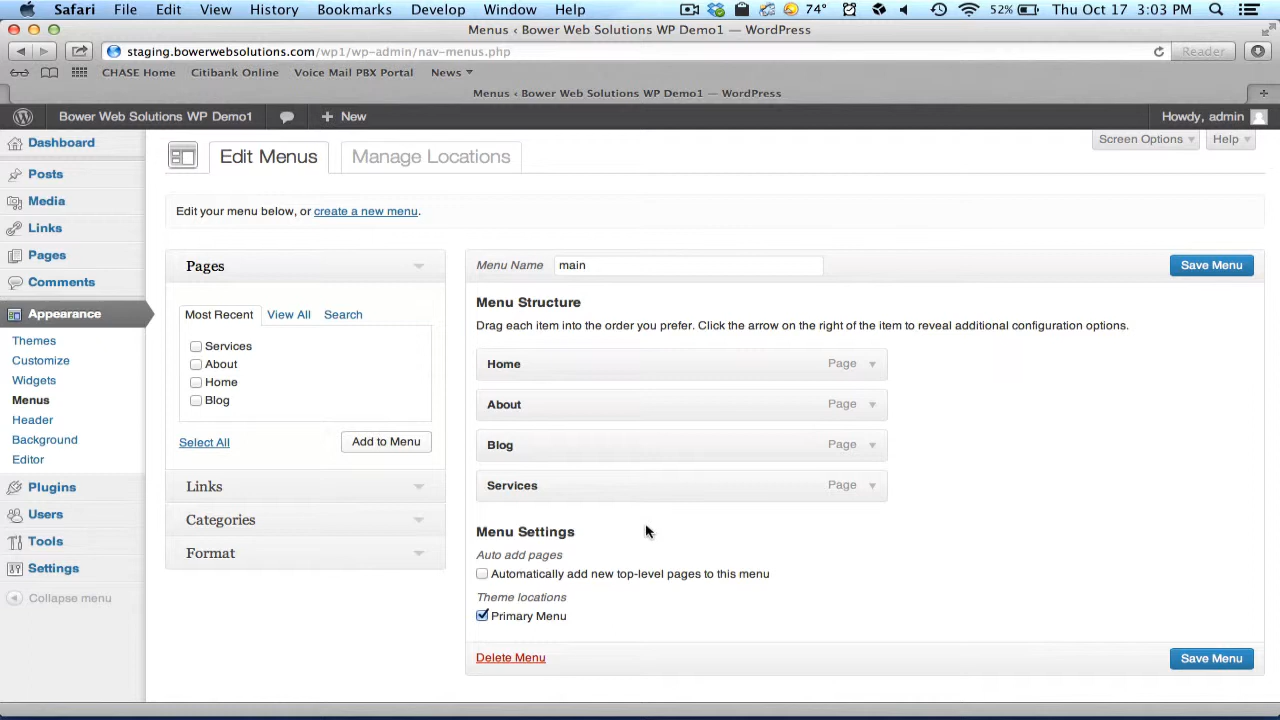 Safari File Edit View History Bookmarks Develop Window Help 74° 52% Thu Oct 17 3:03 PM
Menus ‹ Bower Web Solutions WP Demo1 — WordPress
staging.bowerwebsolutions.com/wp1/wp-admin/nav-menus.php Reader
CHASE Home Citibank Online Voice Mail PBX Portal News
Menus ‹ Bower Web Solutions WP Demo1 — WordPress
Bower Web Solutions WP Demo1 + New Howdy, admin
Screen Options Help
Dashboard
Posts
Media
Links
Pages
Comments
Appearance
Themes
Customize
Widgets
Menus
Header
Background
Editor
Plugins
Users
Tools
Settings
Collapse menu
Edit Menus Manage Locations
Edit your menu below, or create a new menu.
Pages
Most Recent View All Search
Services
About
Home
Blog
Select All Add to Menu
Links
Categories
Format
Menu Name main Save Menu
Menu Structure
Drag each item into the order you prefer. Click the arrow on the right of the item to reveal additional configuration options.
Home Page
About Page
Blog Page
Services Page
Menu Settings
Auto add pages
Automatically add new top-level pages to this menu
Theme locations
Primary Menu
Delete Menu Save Menu